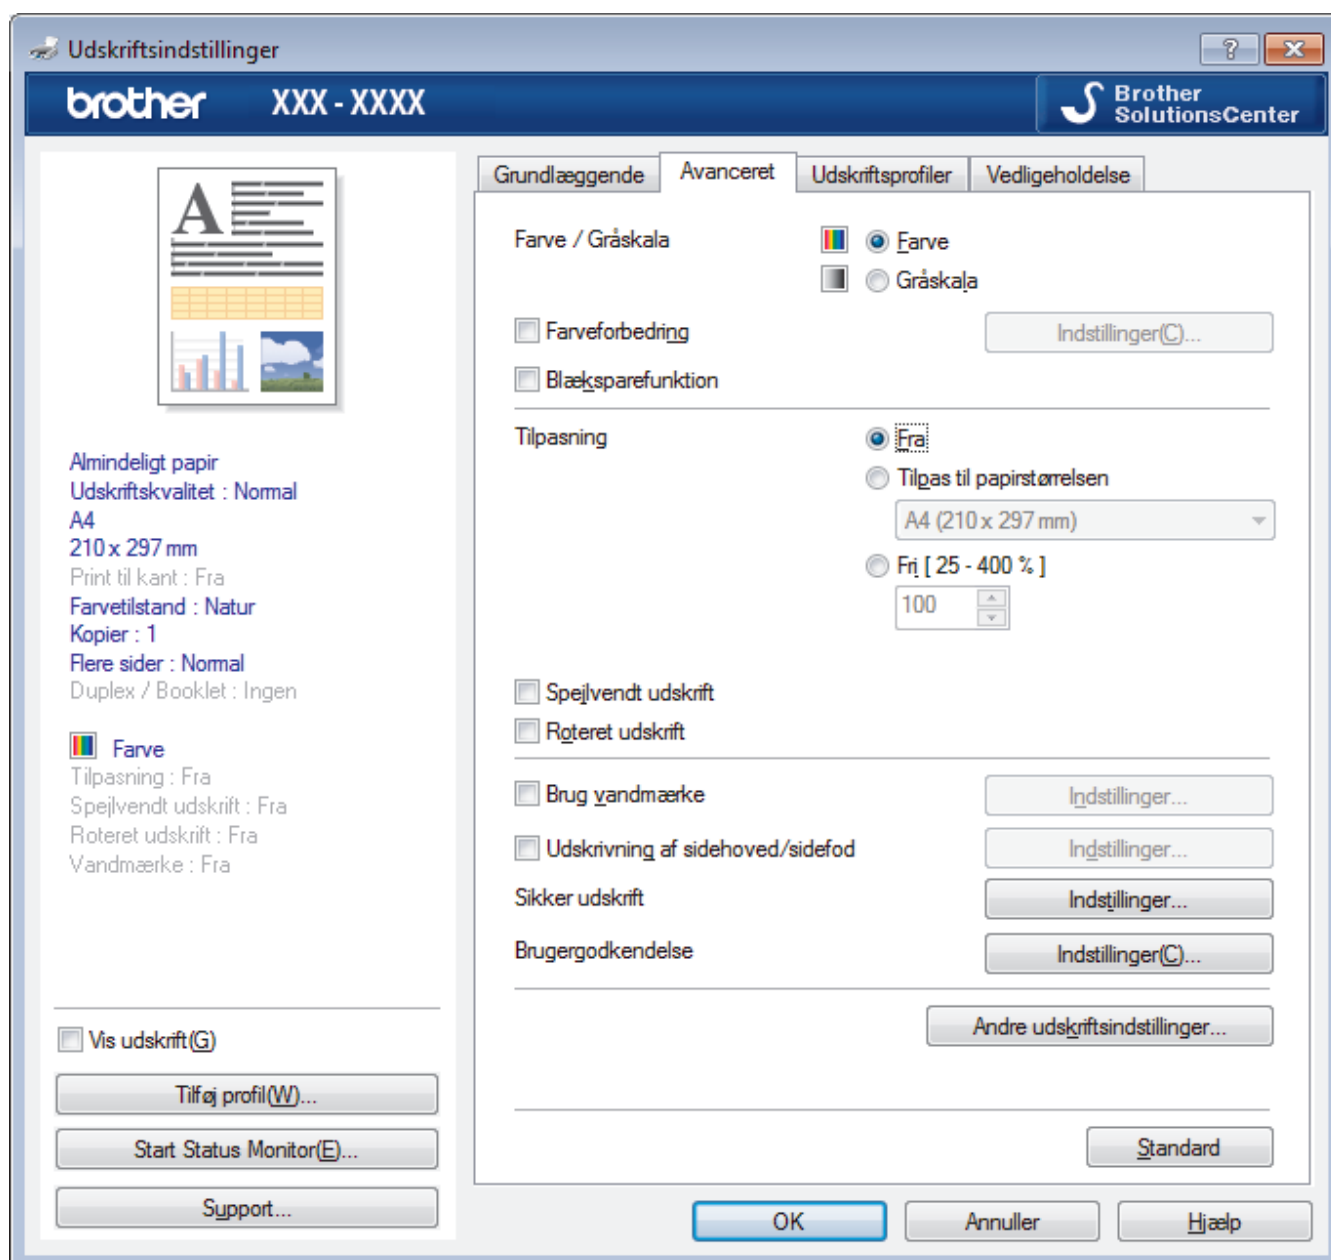 Udskriftsindstillinger
brother XXX - XXXX
Brother
SolutionsCenter
A
Almindeligt papir
Udskriftskvalitet : Normal
A4
210 x 297 mm
Print til kant : Fra
Farvetilstand : Natur
Kopier : 1
Flere sider : Normal
Duplex / Booklet : Ingen
Farve
Tilpasning : Fra
Spejlvendt udskrift : Fra
Roteret udskrift : Fra
Vandmærke : Fra
Vis udskrift(G)
Tilføj profil(W)...
Start Status Monitor(E)...
Support...
Grundlæggende Avanceret Udskriftsprofiler Vedligeholdelse
Farve / Gråskala Farve
Gråskala
Farveforbedring Indstillinger(C)...
Blæksparefunktion
Tilpasning Fra
Tilpas til papirstørrelsen
A4 (210 x 297 mm)
Fri [ 25 - 400 % ]
100
Spejlvendt udskrift
Roteret udskrift
Brug vandmærke Indstillinger...
Udskrivning af sidehoved/sidefod Indstillinger...
Sikker udskrift Indstillinger...
Brugergodkendelse Indstillinger(C)...
Andre udskriftsindstillinger...
Standard
OK Annuller Hjælp